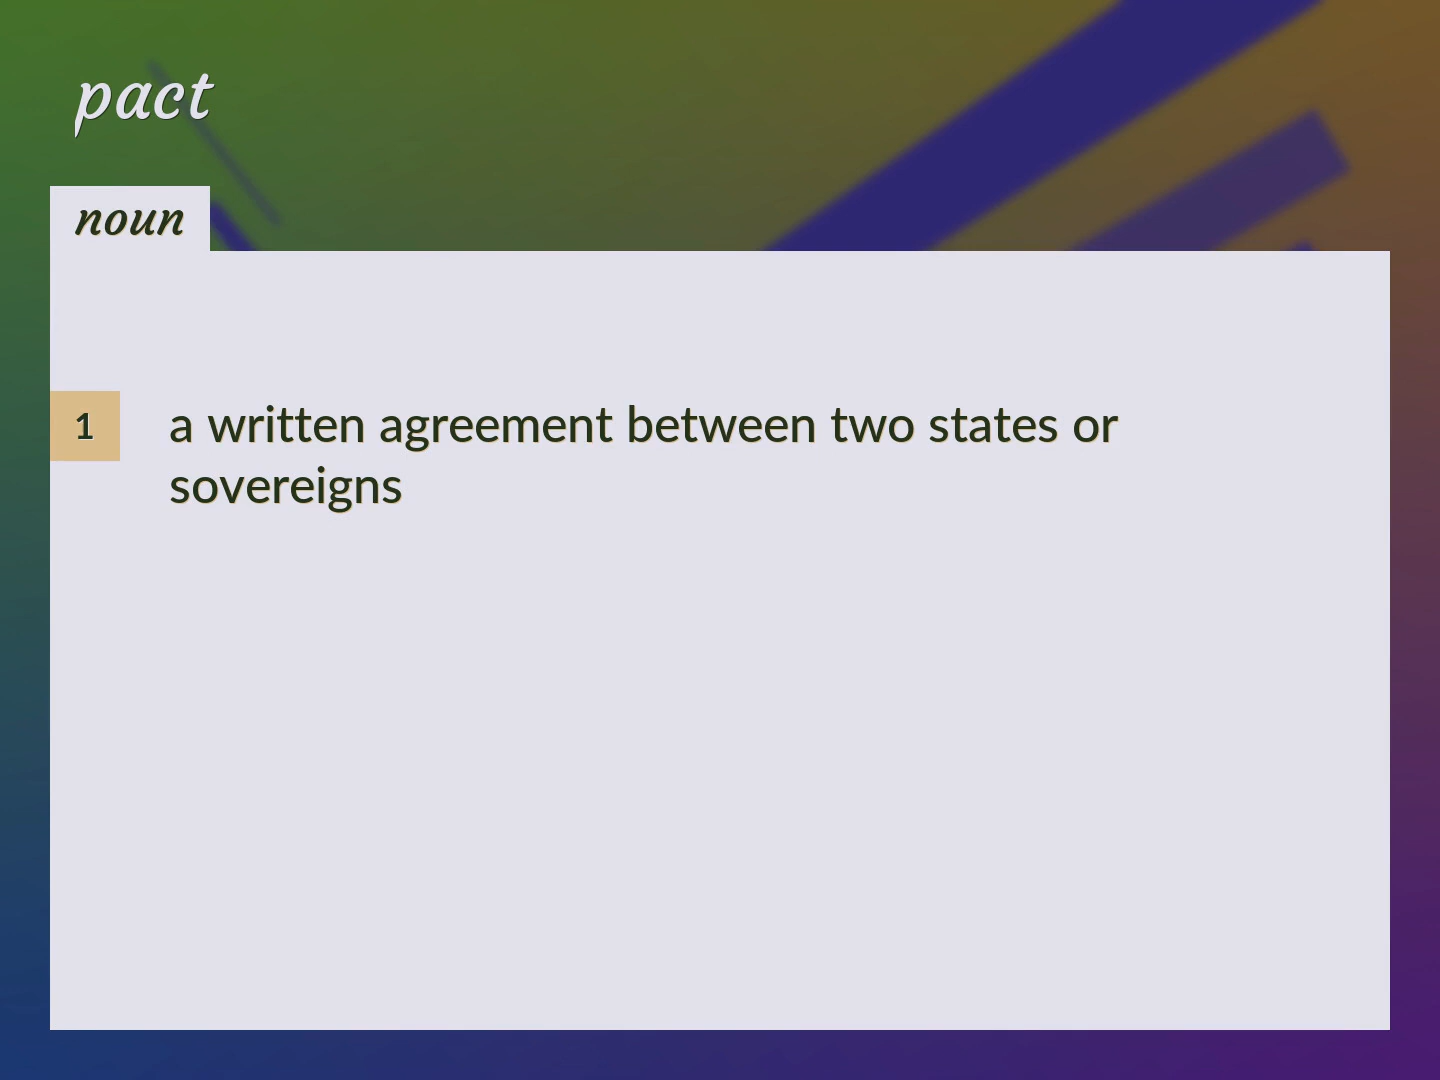 pact
noun
1 a written agreement between two states or
sovereigns